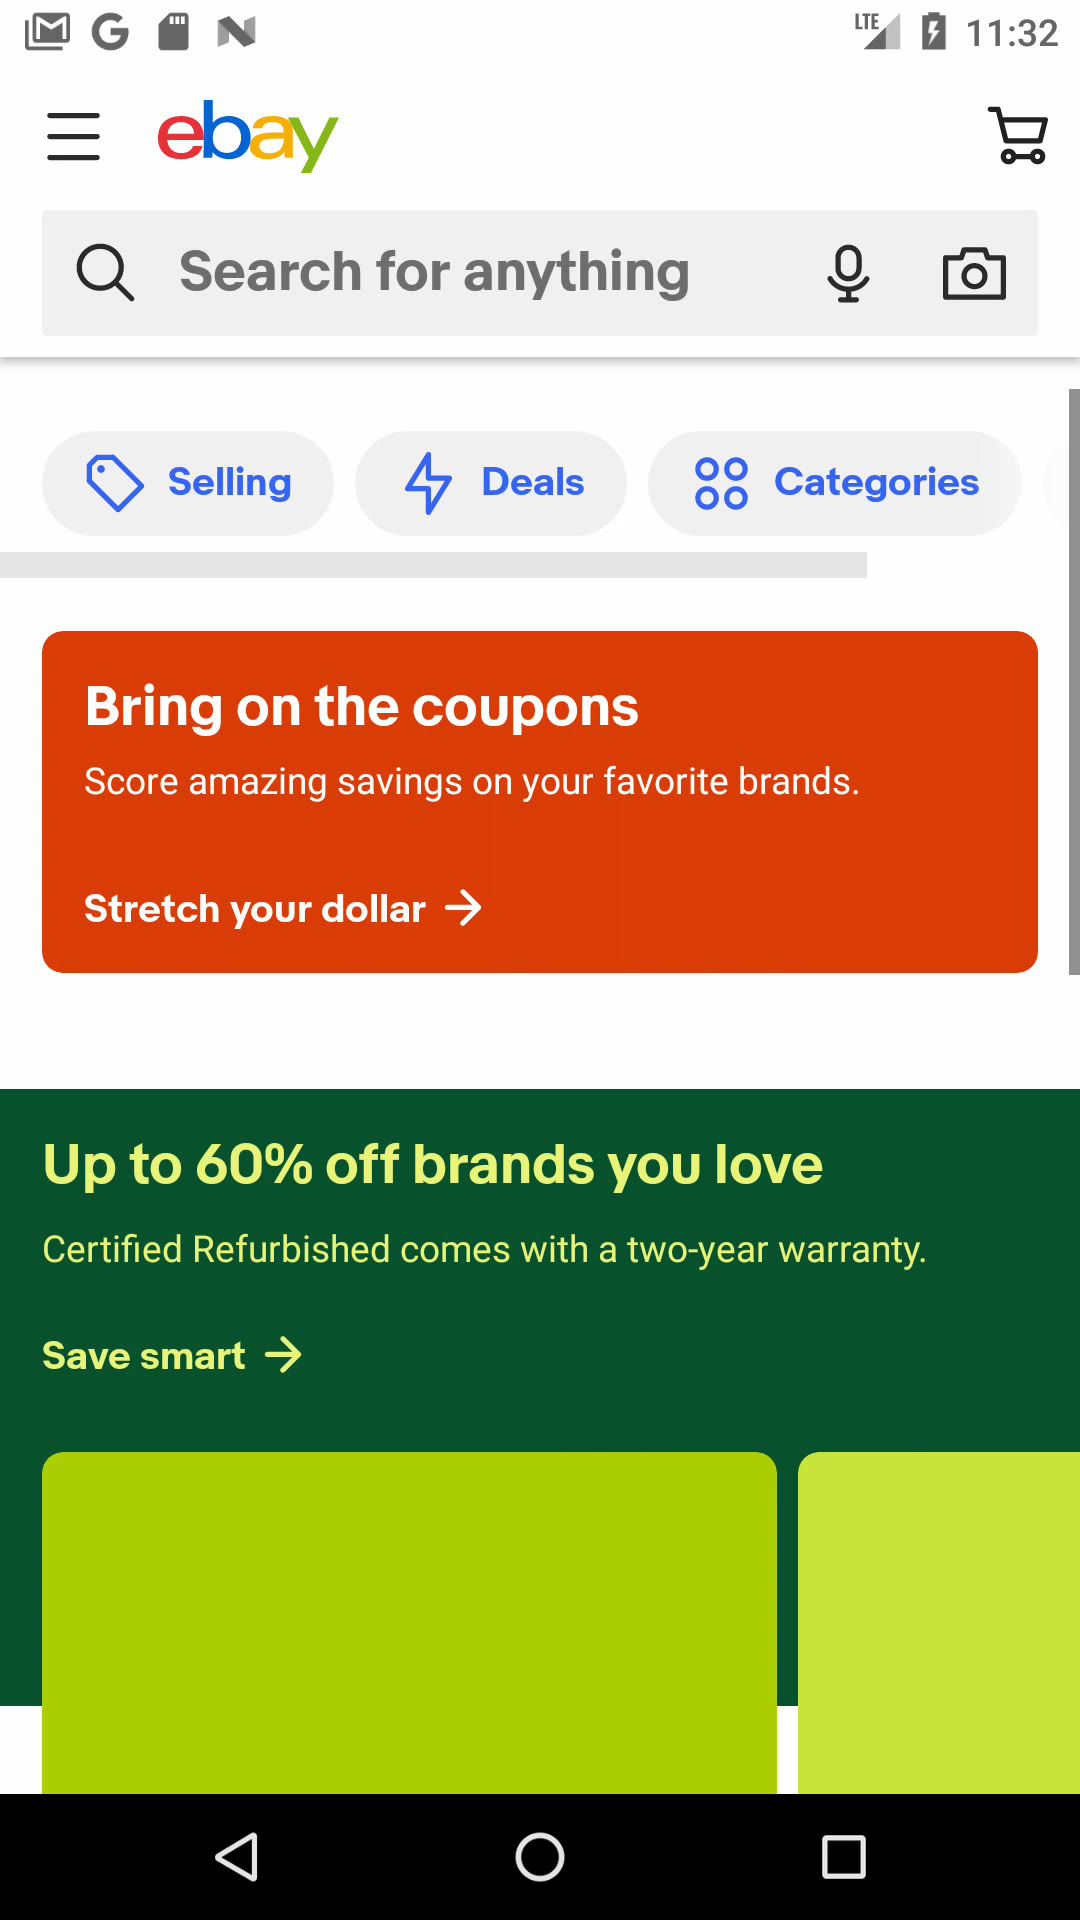 LTE 11:32
ebay
Search for anything
Selling Deals Categories
Bring on the coupons
Score amazing savings on your favorite brands.
Stretch your dollar
Up to 60% off brands you love
Certified Refurbished comes with a two-year warranty.
Save smart